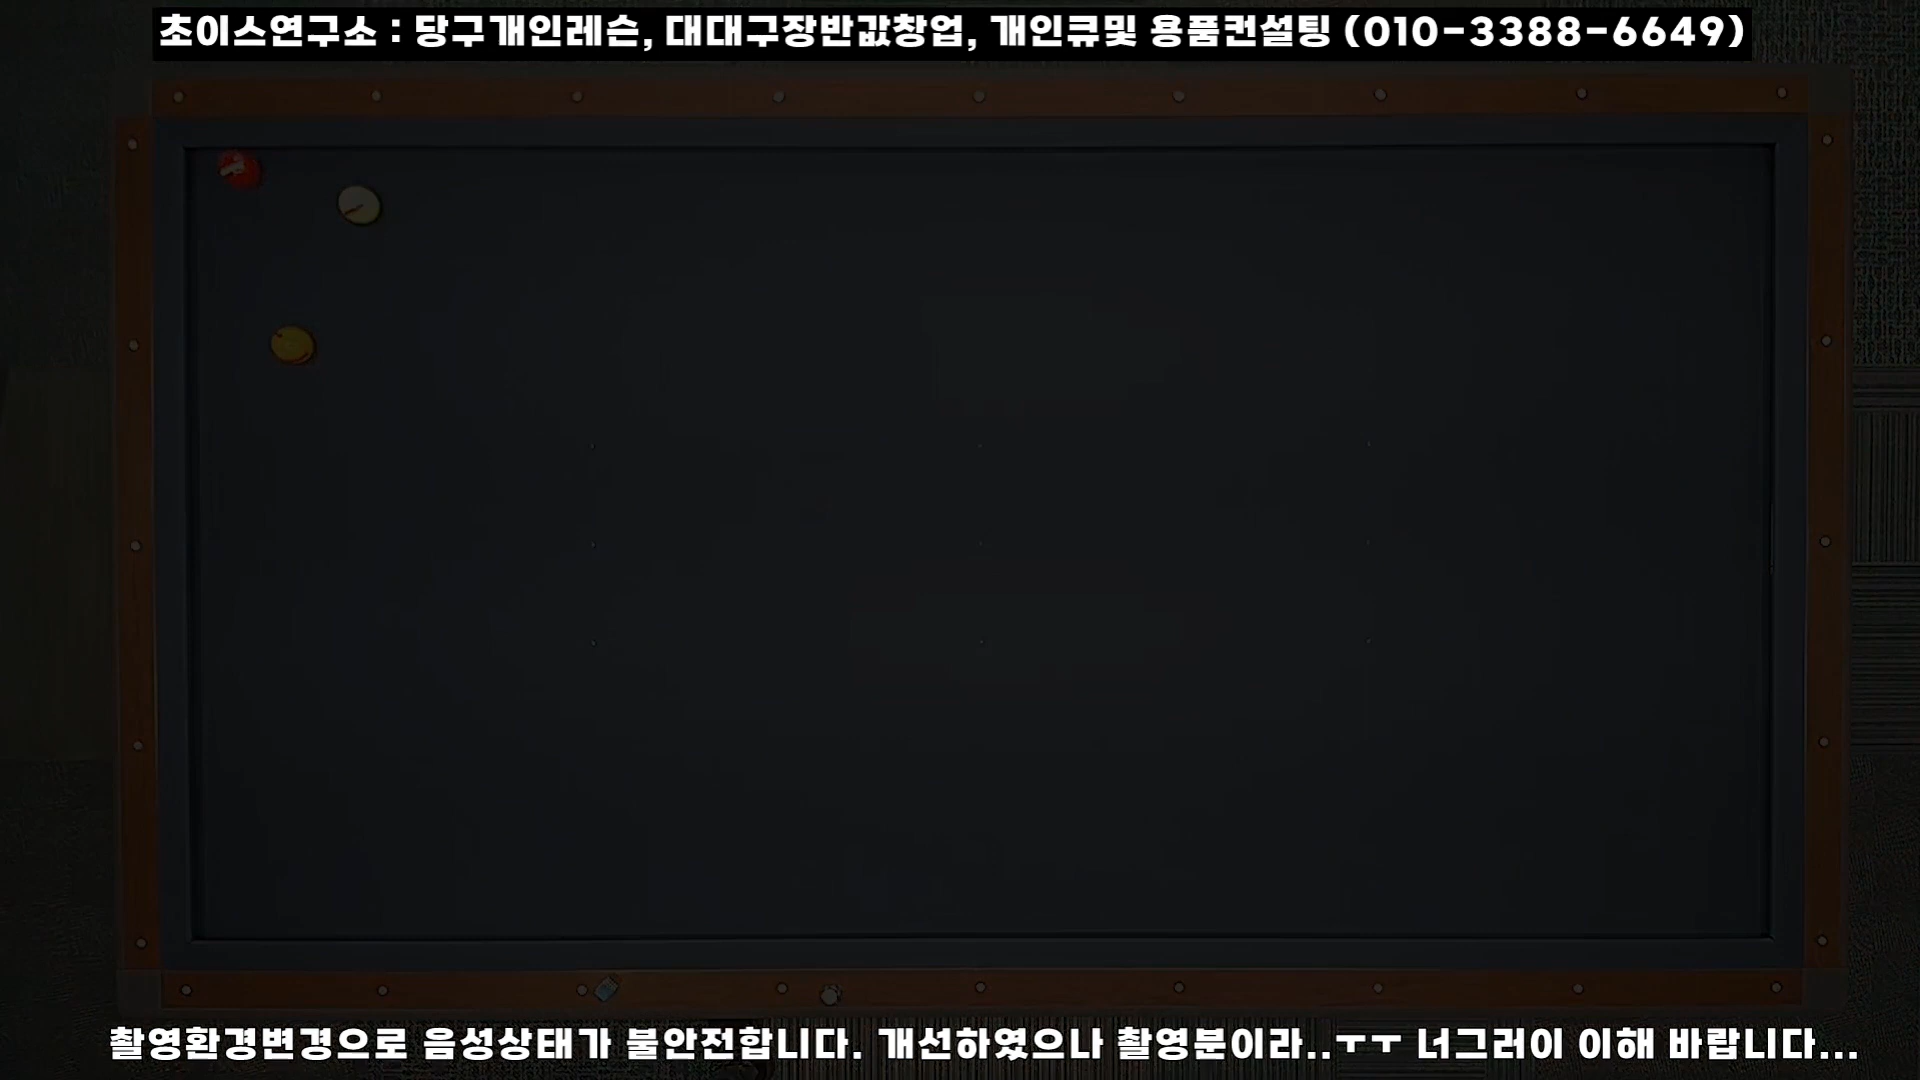 초이스연구소 : 당구개인레슨, 대대구장반값창업, 개인큐및 용품컨설팅 (010-3388-6649)
촬영환경변경으로 음성상태가 불안전합니다. 개선하였으나 촬영분이라..ㅜㅜ 너그러이 이해 바랍니다...